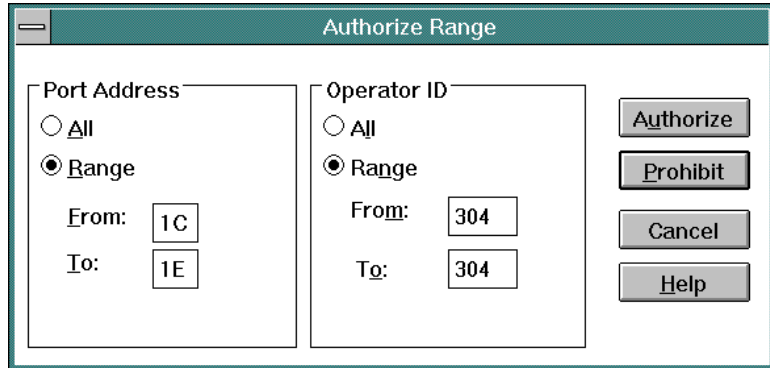 Authorize Range
Port Address
All
Range
From: 1C
To: 1E
Operator ID
All
Range
From: 304
To: 304
Authorize
Prohibit
Cancel
Help